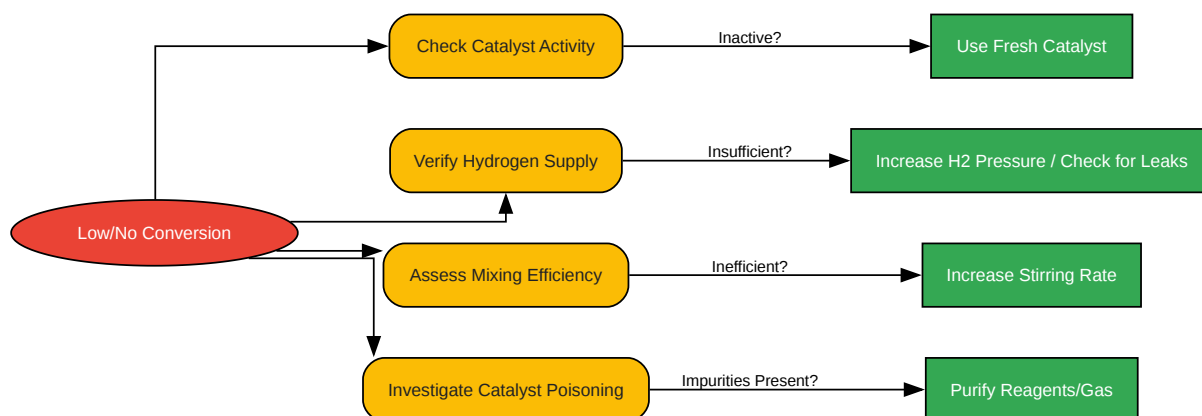 Check Catalyst Activity
Inactive?
Use Fresh Catalyst
Verify Hydrogen Supply
Insufficient?
Increase H2 Pressure / Check for Leaks
Low/No Conversion
Assess Mixing Efficiency
Inefficient?
Increase Stirring Rate
Investigate Catalyst Poisoning
Impurities Present?
Purify Reagents/Gas